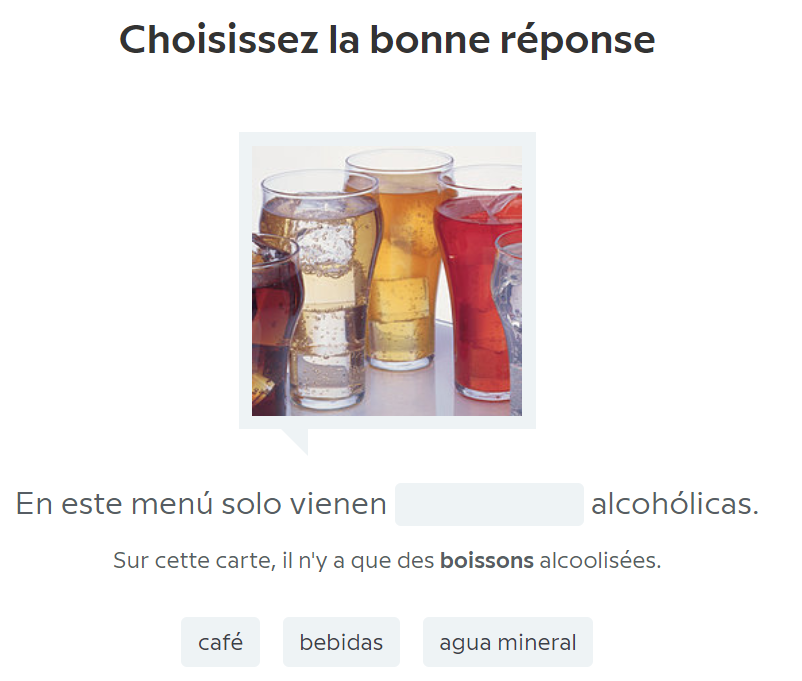 Choisissez la bonne réponse
En este menú solo vienen alcohólicas.
Sur cette carte, il n'y a que des boissons alcoolisées.
café bebidas agua mineral